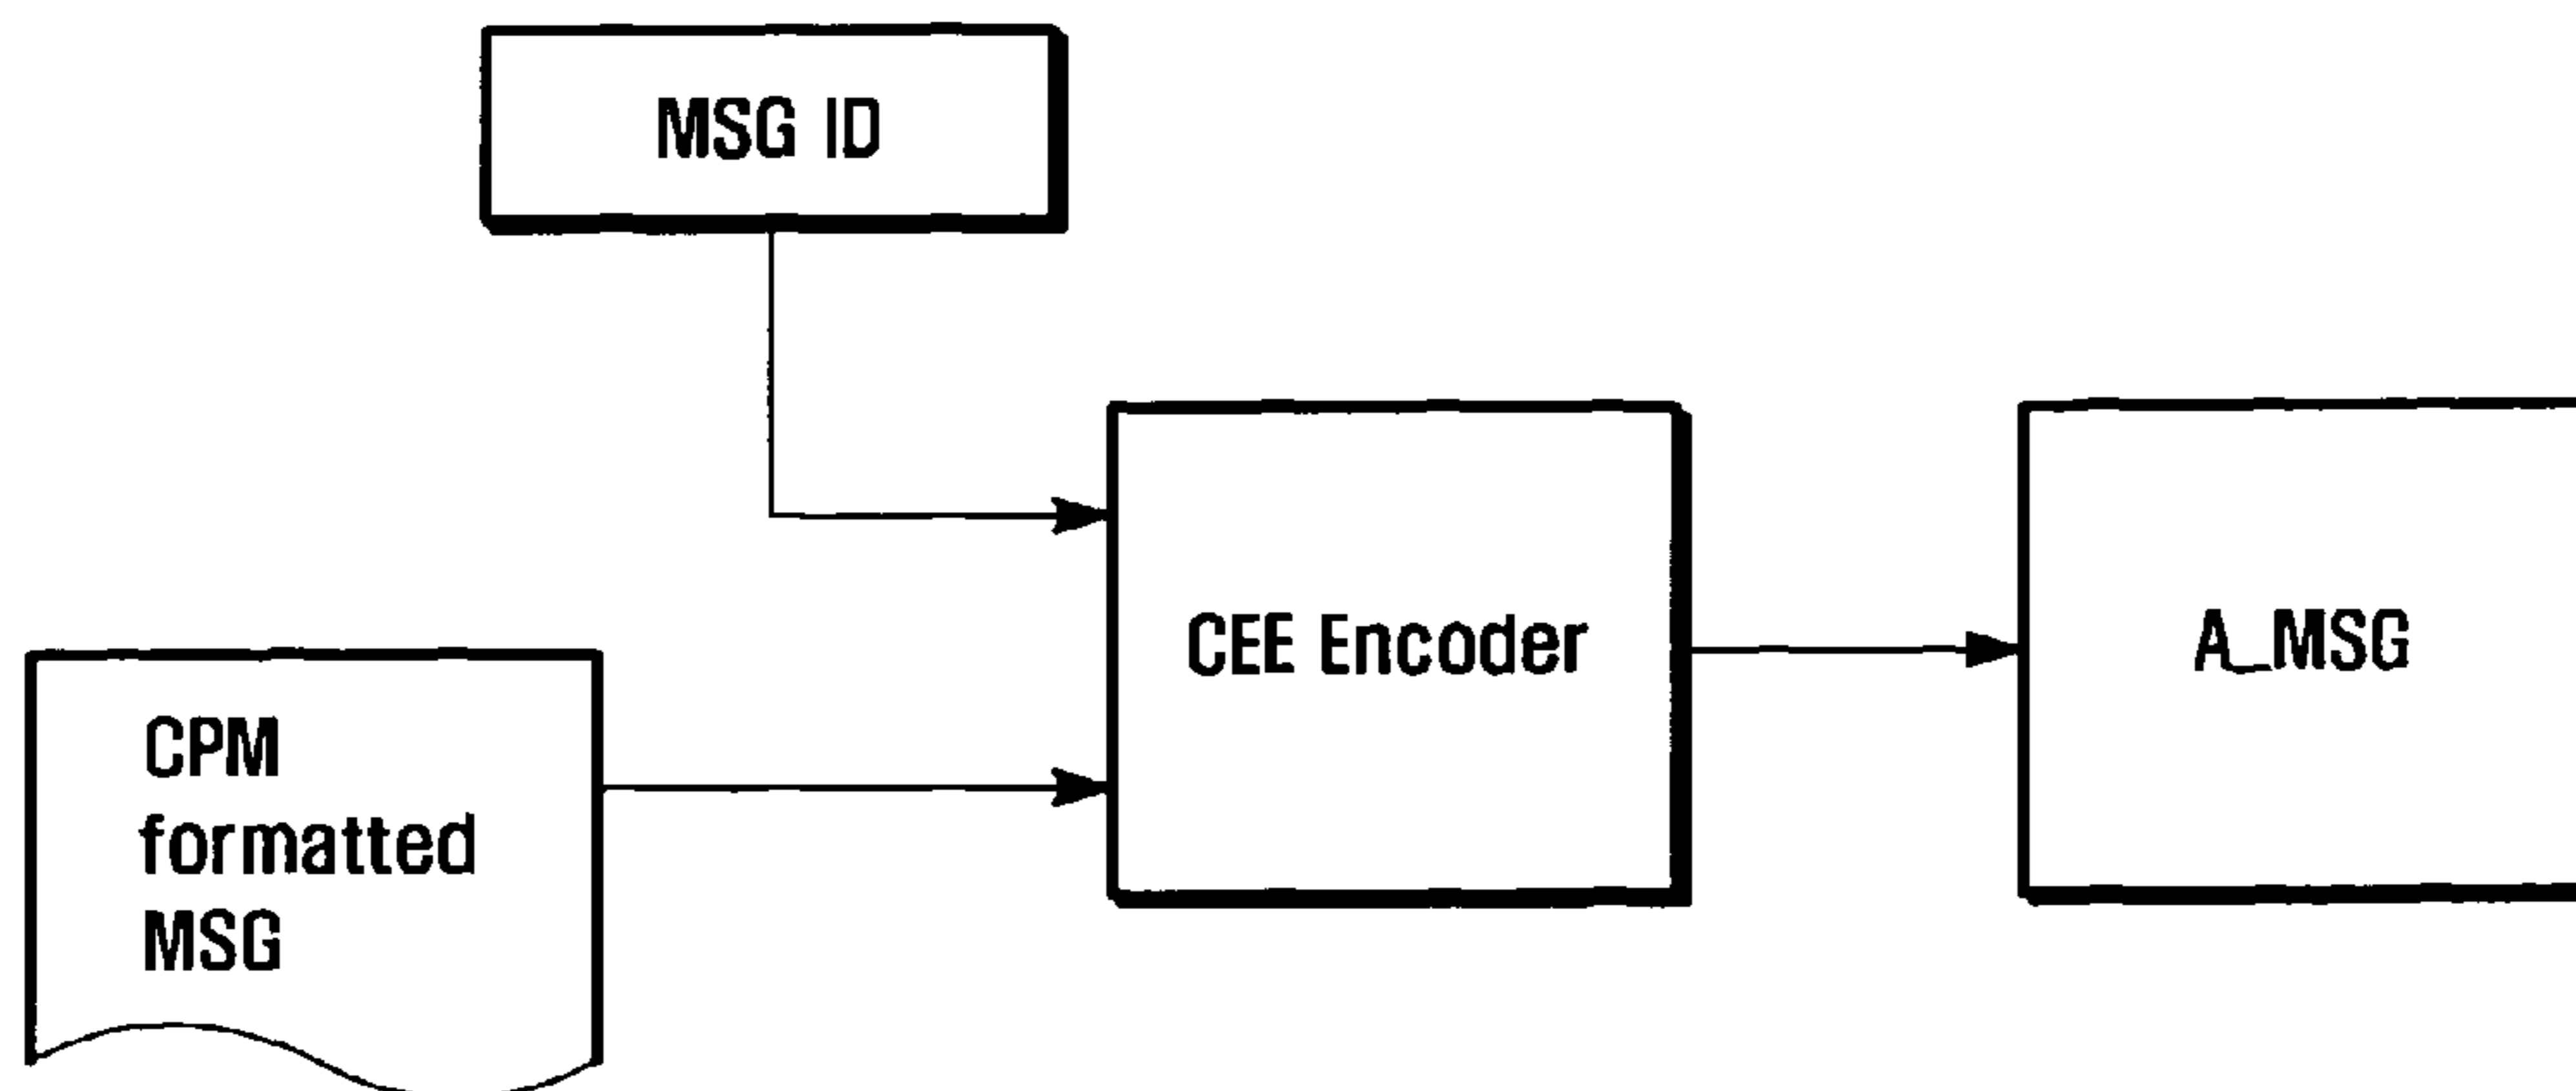 MSG ID
CEE Encoder
A_MSG
CPM
formatted
MSG